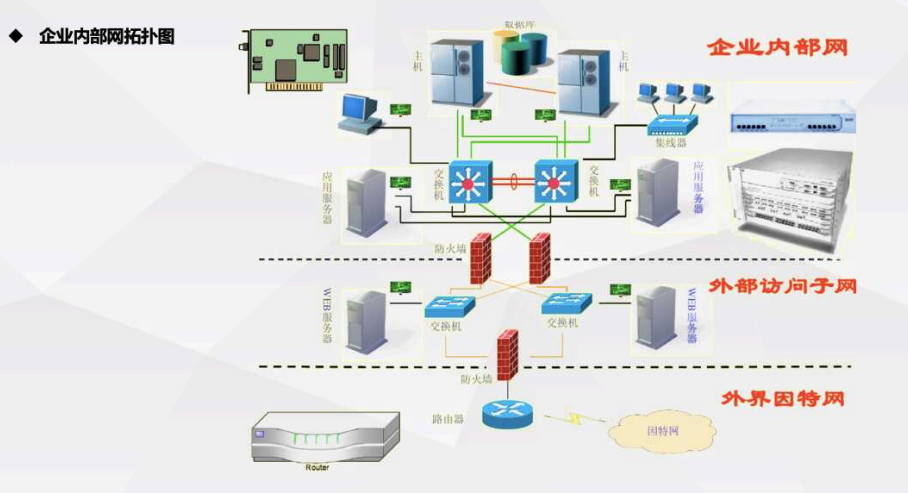 ◆ 企业内部网拓扑图
数据库
企业内部网
主机
主机
集线器
应用服务器
交换机
交换机
应用服务器
防火墙
外部访问子网
WEB服务器
WEB服务器
交换机
交换机
防火墙
外界因特网
路由器
因特网
Router